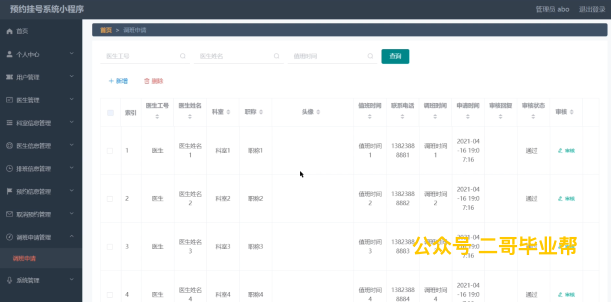 预约挂号系统小程序
管理员 abo 退出登录
首页 > 调班申请
首页
个人中心
用户管理
医生管理
科室信息管理
医生信息管理
排班信息管理
预约信息管理
取消预约管理
调班申请管理
调班申请
系统管理
医生工号 医生姓名 调班时间 查询
+ 新增 删除
索引 医生工号 医生姓名 科室 职称 头像 值班时间 联系电话 调班时间 申请时间 审核回复 审核状态 审核
1 医生 医生姓名1 科室1 职称1 值班时间1 13823888881 调班时间1 2021-04-16 19:07:16 通过 审核
2 医生 医生姓名2 科室2 职称2 值班时间2 13823888882 调班时间2 2021-04-16 19:07:16 通过 审核
3 医生 医生姓名3 科室3 职称3 值班时间3 13823888883 调班时间3 2021-04-16 19:07:16 通过 审核
4 医生 医生姓名4 科室4 职称4 值班时间4 13823888884 调班时间4 2021-04-16 19:07:16 通过 审核
公众号 二哥毕业帮